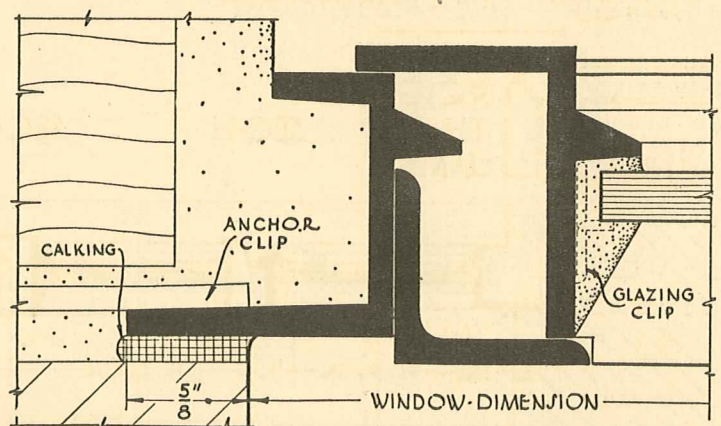 ANCHOR
CLIP
CALKING
GLAZING
CLIP
5"
8
WINDOW·DIMENSION